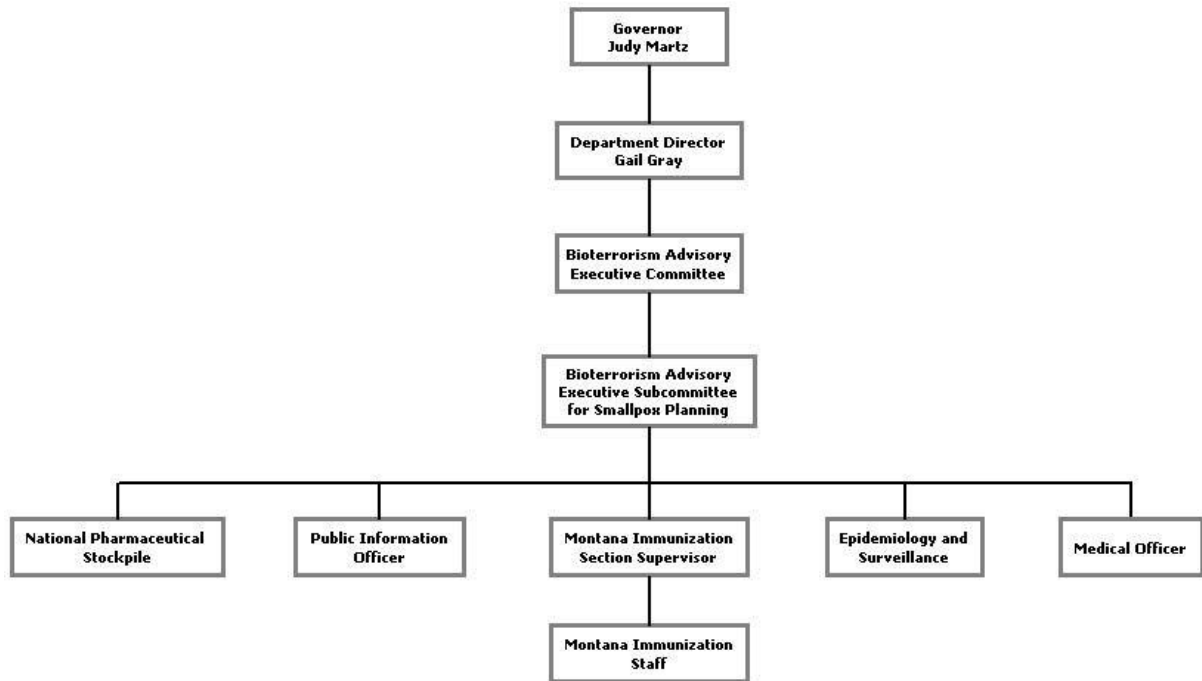 Governor
Judy Martz
Department Director
Gail Gray
Bioterrorism Advisory
Executive Committee
Bioterrorism Advisory
Executive Subcommittee
for Smallpox Planning
National Pharmaceutical
Stockpile
Public Information
Officer
Montana Immunization
Section Supervisor
Epidemiology and
Surveillance
Medical Officer
Montana Immunization
Staff